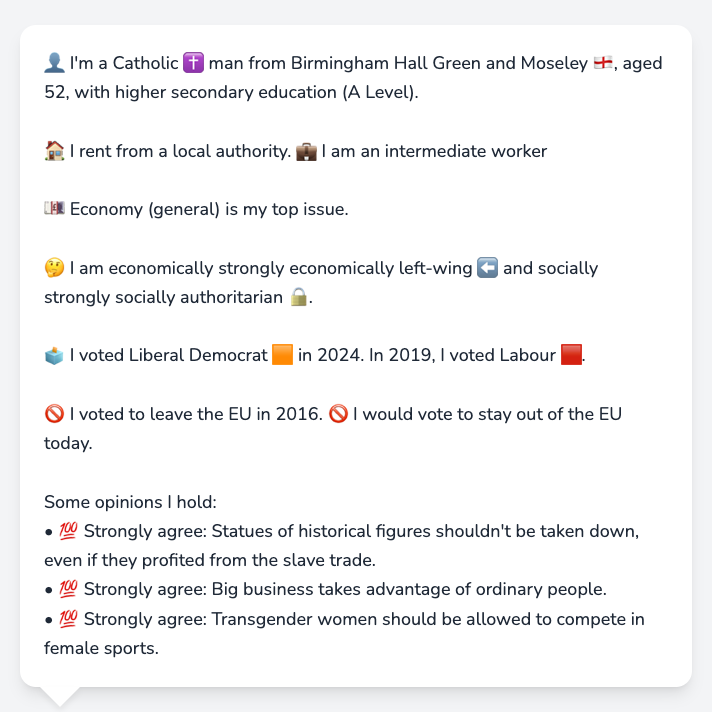 👤 I'm a Catholic ✝️ man from Birmingham Hall Green and Moseley 🏴󠁧󠁢󠁥󠁮󠁧󠁿, aged
52, with higher secondary education (A Level).
🏠 I rent from a local authority. 💼 I am an intermediate worker
💷 Economy (general) is my top issue.
🤔 I am economically strongly economically left-wing ⬅️ and socially
strongly socially authoritarian 🔒.
🗳️ I voted Liberal Democrat 🟧 in 2024. In 2019, I voted Labour 🟥.
🚫 I voted to leave the EU in 2016. 🚫 I would vote to stay out of the EU
today.
Some opinions I hold:
• 💯 Strongly agree: Statues of historical figures shouldn't be taken down,
even if they profited from the slave trade.
• 💯 Strongly agree: Big business takes advantage of ordinary people.
• 💯 Strongly agree: Transgender women should be allowed to compete in
female sports.